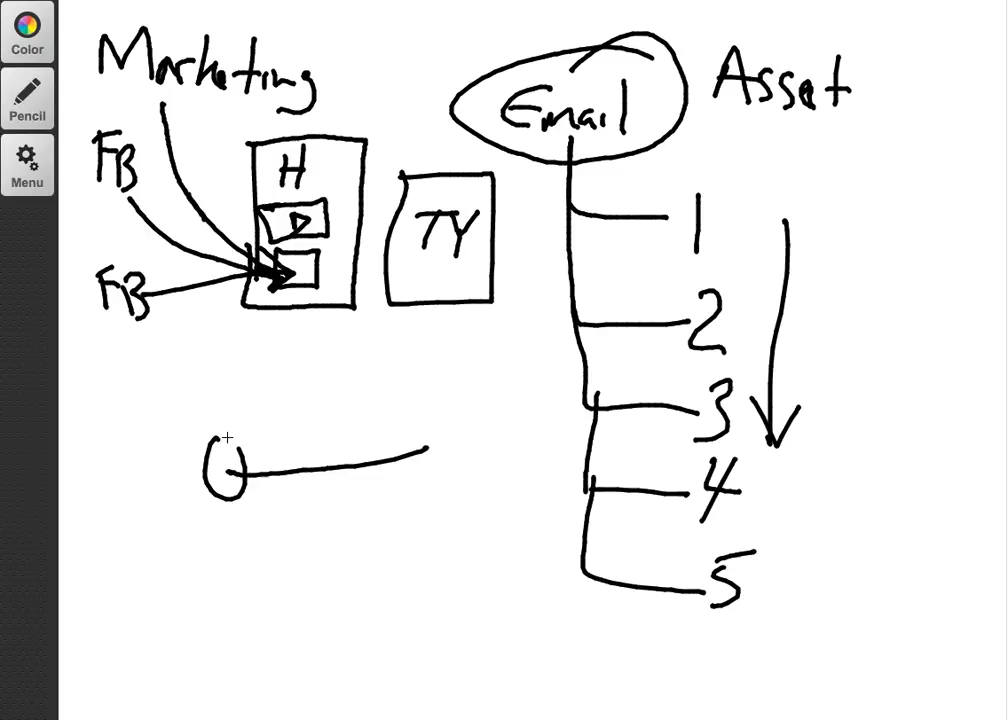 Color
Pencil
Menu
Marketing
FB
FB
H
TY
Email
Asset
1
2
3
4
5